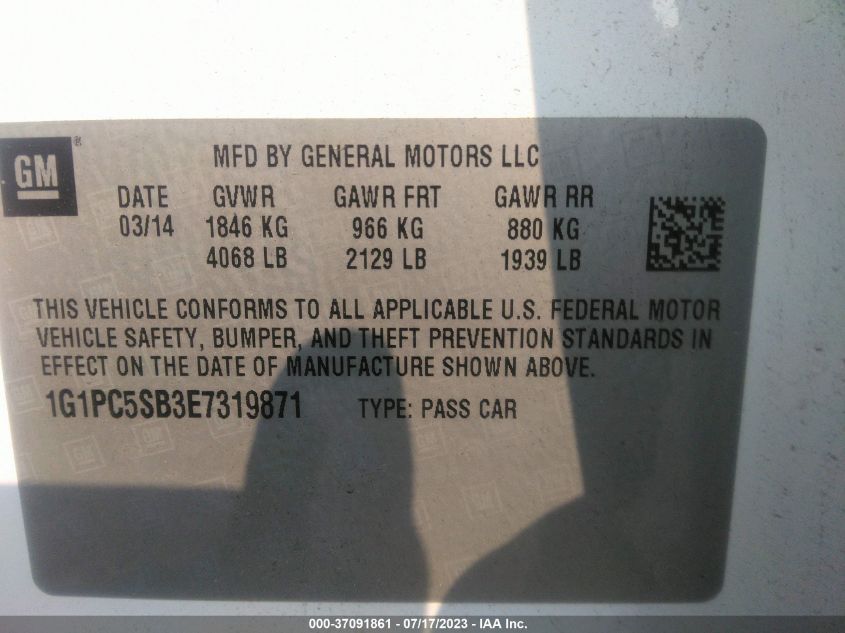 GM ®
MFD BY GENERAL MOTORS LLC
DATE GVWR GAWR FRT GAWR RR
03/14 1846 KG 966 KG 880 KG
4068 LB 2129 LB 1939 LB
THIS VEHICLE CONFORMS TO ALL APPLICABLE U.S. FEDERAL MOTOR
VEHICLE SAFETY, BUMPER, AND THEFT PREVENTION STANDARDS IN
EFFECT ON THE DATE OF MANUFACTURE SHOWN ABOVE.
1G1PC5SB3E7319871 TYPE: PASS CAR
000-37091861 - 07/17/2023 - IAA Inc.